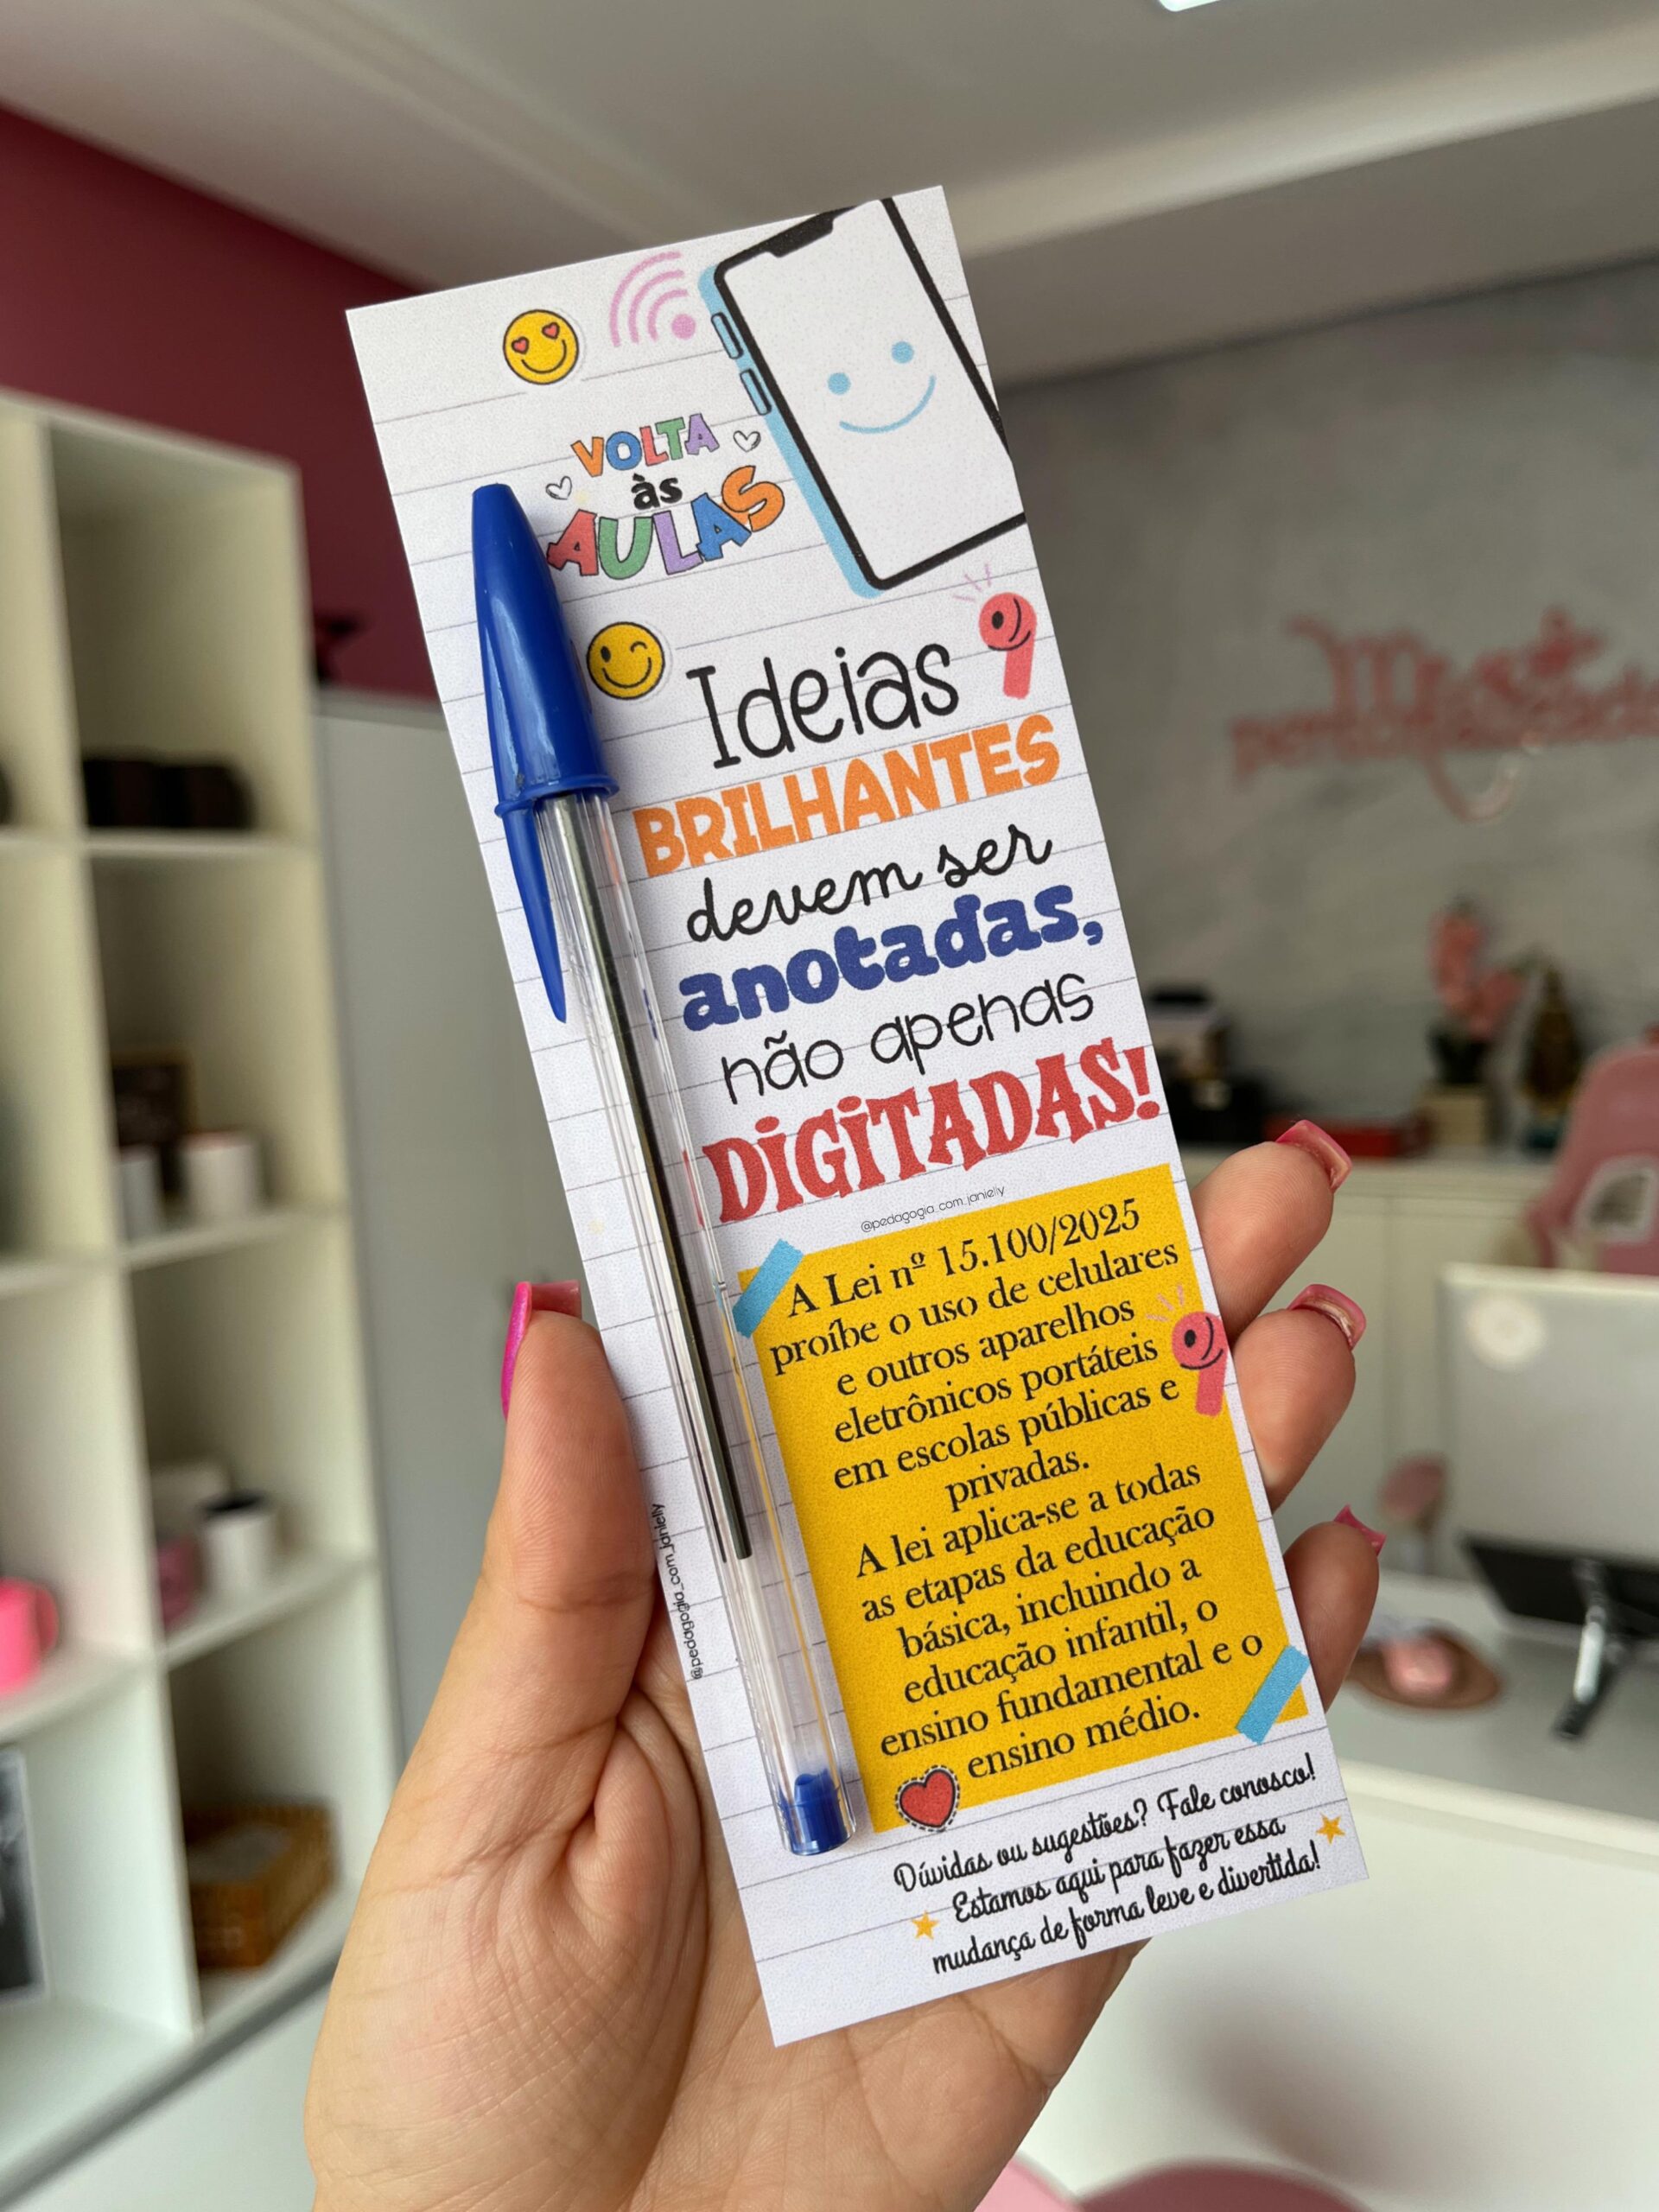 VOLTA
às
AULAS
Ideias
BRILHANTES
devem ser
anotadas,
não apenas
DIGITADAS!
@pedagogia_com_janielly
A Lei nº 15.100/2025
proíbe o uso de celulares
e outros aparelhos
eletrônicos portáteis
em escolas públicas e
privadas.
A lei aplica-se a todas
as etapas da educação
básica, incluindo a
educação infantil, o
ensino fundamental e o
ensino médio.
@pedagogia_com_janielly
Dúvidas ou sugestões? Fale conosco!
Estamos aqui para fazer essa
mudança de forma leve e divertida!